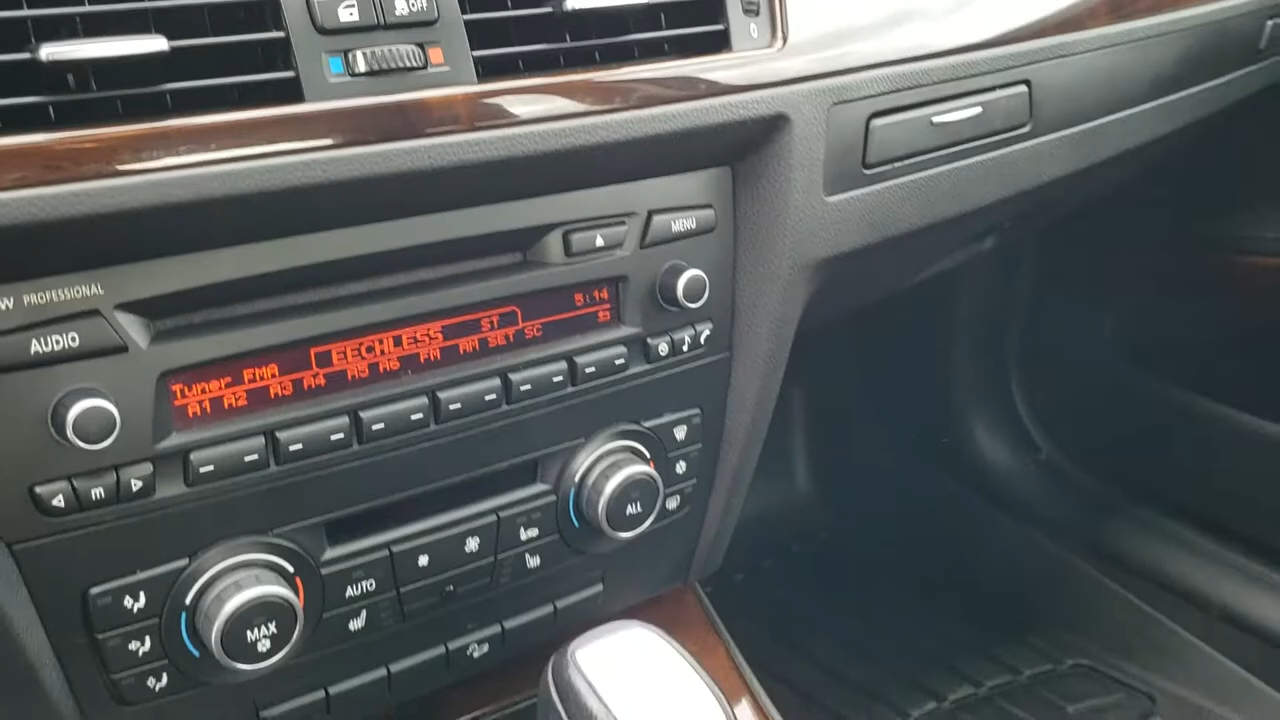 OFF
0
MENU
W PROFESSIONAL
AUDIO
5:14
EECHLESS ST
Tuner FMA
A1 A2 A3 A4 A5 A6 FM AM SET SC
m
ALL
AUTO
MAX